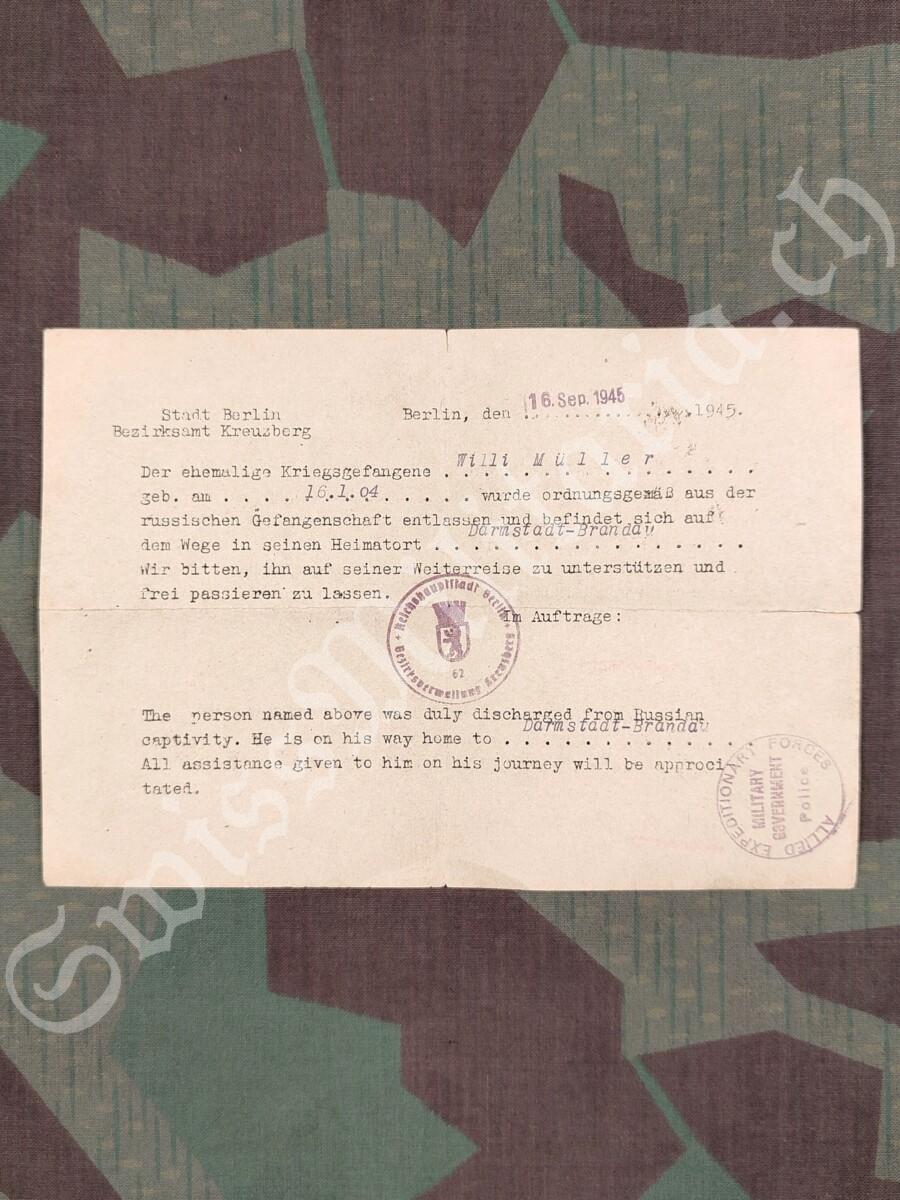 16. Sep. 1945
Stadt Berlin Berlin, den .................1945.
Bezirksamt Kreuzberg
Der ehemalige Kriegsgefangene . Willi Müller . . . .
geb. am . . . . 16.1.04 . . . . . wurde ordnungsgemäß aus der
russischen Gefangenschaft entlassen und befindet sich auf
dem Wege in seinen Heimatort . Darmstadt-Brandau . . . .
Wir bitten, ihn auf seiner Weiterreise zu unterstützen und
frei passieren zu lassen.
Im Auftrage:
Reichshauptstadt Berlin
62
Bezirksverwaltung Kreuzberg
The person named above was duly discharged from Russian
captivity. He is on his way home to . Darmstadt-Brandau . . .
All assistance given to him on his journey will be approci-
tated.
ALLIED EXPEDITIONARY FORCES
MILITARY
GOVERNMENT
Police
SwissMilitaria.ch